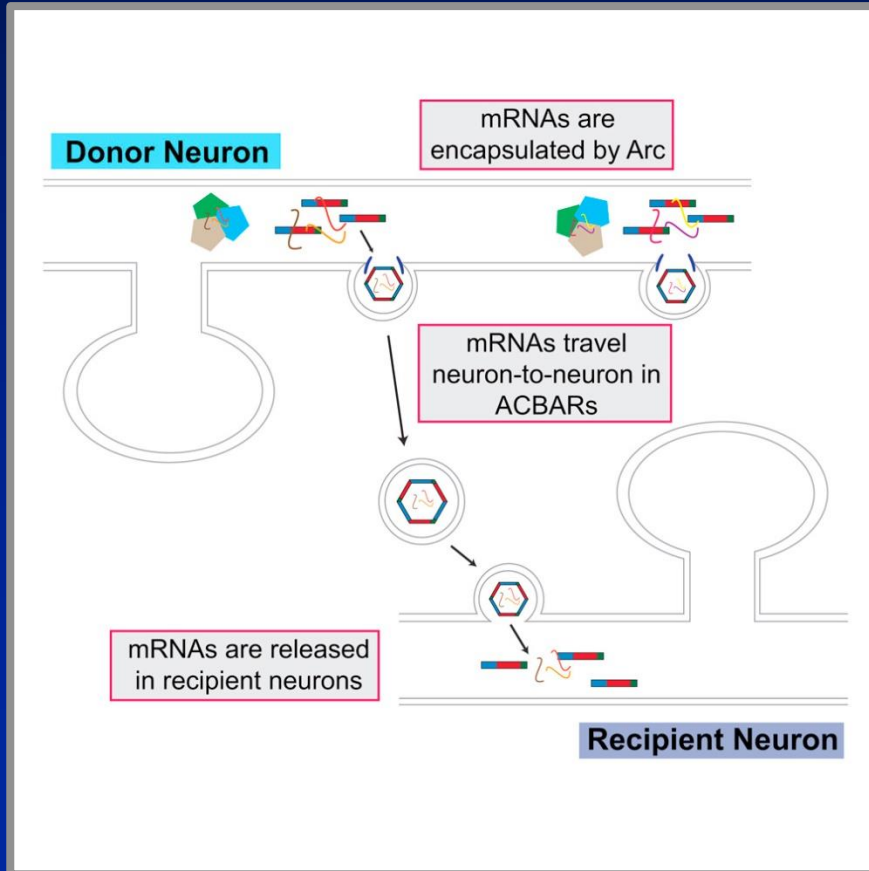 mRNAs are
encapsulated by Arc
Donor Neuron
mRNAs travel
neuron-to-neuron in
ACBARs
mRNAs are released
in recipient neurons
Recipient Neuron